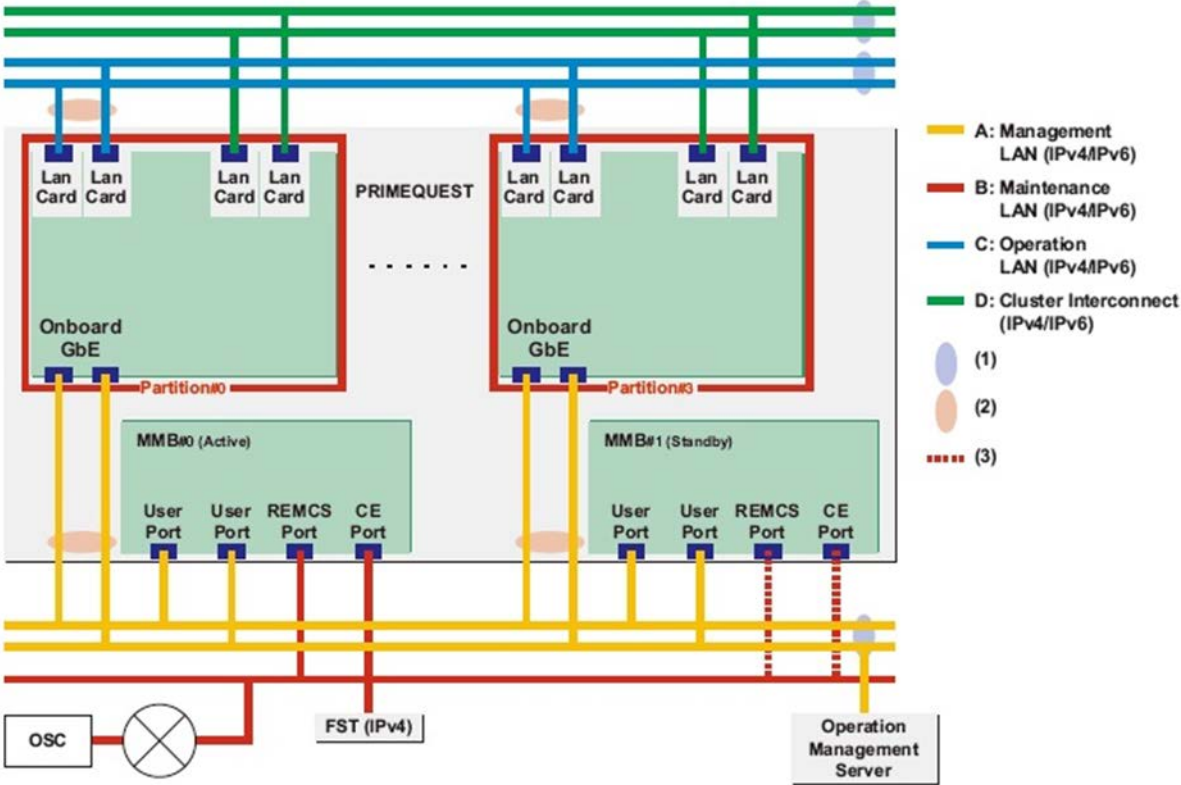 Lan Card
Lan Card
Lan Card
Lan Card
PRIMEQUEST
Lan Card
Lan Card
Lan Card
Lan Card
. . . . . .
Onboard
GbE
Onboard
GbE
Partition#0
Partition#3
MMB#0 (Active)
User Port
User Port
REMCS Port
CE Port
MMB#1 (Standby)
User Port
User Port
REMCS Port
CE Port
OSC
FST (IPv4)
Operation
Management
Server
A: Management
LAN (IPv4/IPv6)
B: Maintenance
LAN (IPv4/IPv6)
C: Operation
LAN (IPv4/IPv6)
D: Cluster Interconnect
(IPv4/IPv6)
(1)
(2)
(3)